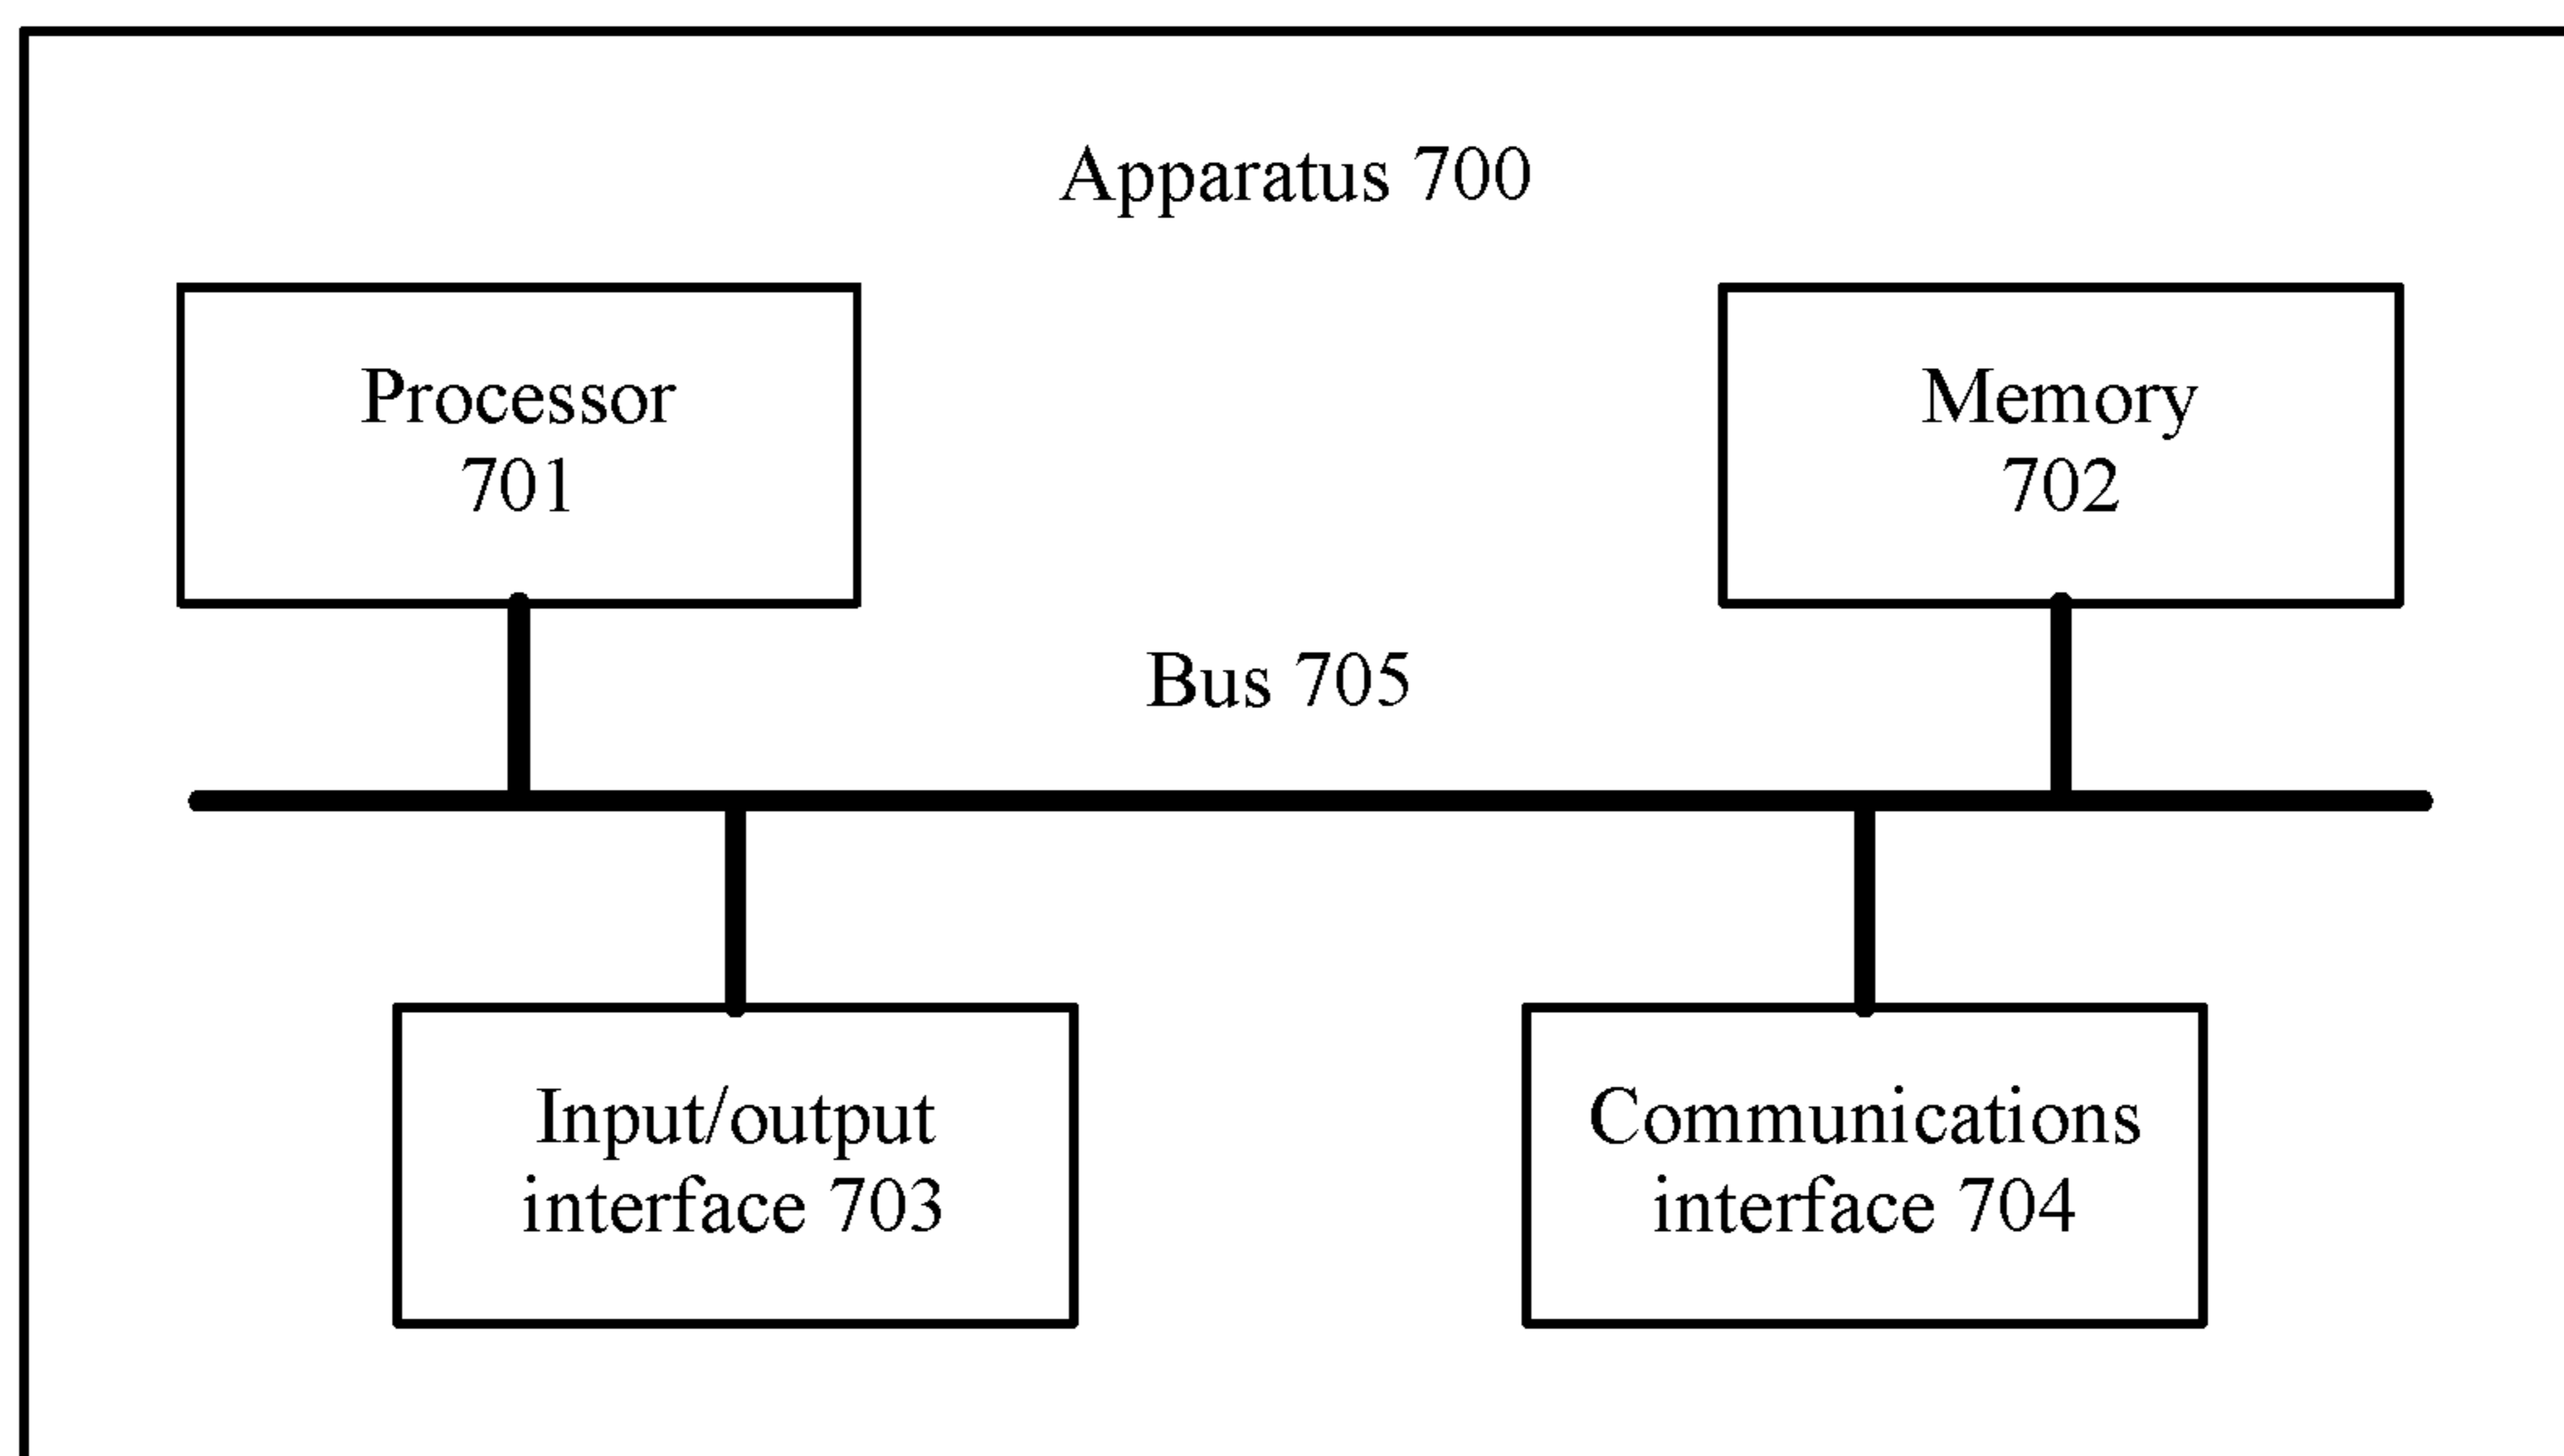 Apparatus 700
Processor
701
Memory
702
Bus 705
Input/output
interface 703
Communications
interface 704